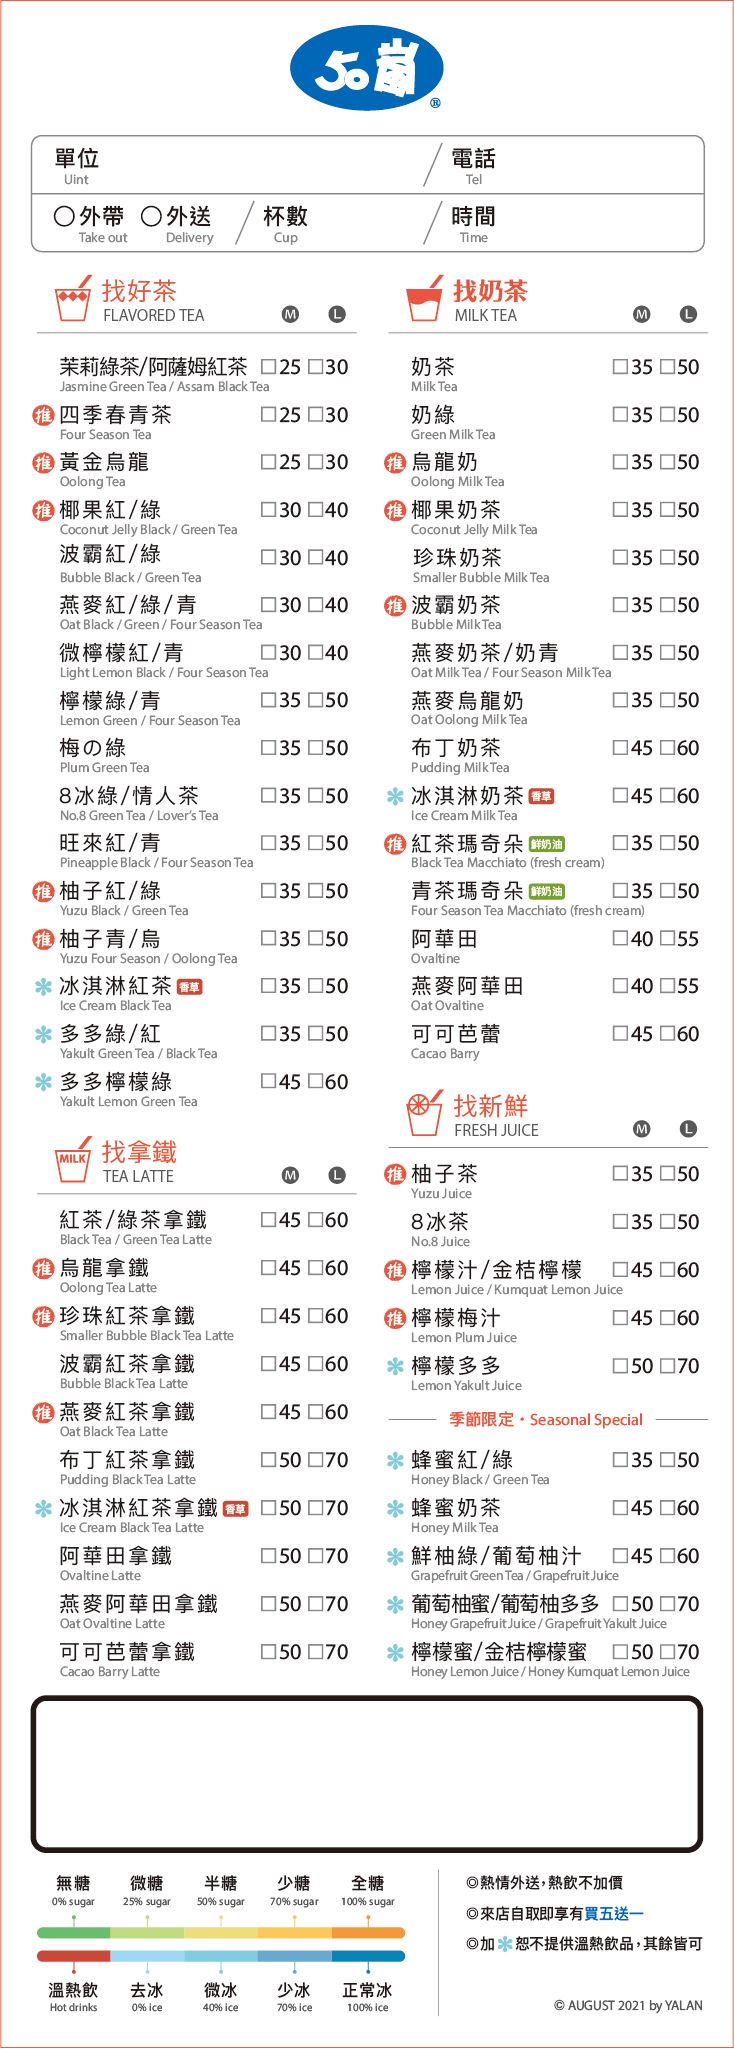 50嵐®
單位
Uint
電話
Tel
外帶
Take out
外送
Delivery
杯數
Cup
時間
Time
找好茶
FLAVORED TEA
M L
茉莉綠茶/阿薩姆紅茶 □25 □30
Jasmine Green Tea / Assam Black Tea
推 四季春青茶 □25 □30
Four Season Tea
推 黃金烏龍 □25 □30
Oolong Tea
推 椰果紅/綠 □30 □40
Coconut Jelly Black / Green Tea
波霸紅/綠 □30 □40
Bubble Black / Green Tea
燕麥紅/綠/青 □30 □40
Oat Black / Green / Four Season Tea
微檸檬紅/青 □30 □40
Light Lemon Black / Four Season Tea
檸檬綠/青 □35 □50
Lemon Green / Four Season Tea
梅の綠 □35 □50
Plum Green Tea
8冰綠/情人茶 □35 □50
No.8 Green Tea / Lover's Tea
旺來紅/青 □35 □50
Pineapple Black / Four Season Tea
推 柚子紅/綠 □35 □50
Yuzu Black / Green Tea
推 柚子青/烏 □35 □50
Yuzu Four Season / Oolong Tea
✻ 冰淇淋紅茶 香草 □35 □50
Ice Cream Black Tea
✻ 多多綠/紅 □35 □50
Yakult Green Tea / Black Tea
✻ 多多檸檬綠 □45 □60
Yakult Lemon Green Tea
MILK
找拿鐵
TEA LATTE
M L
紅茶/綠茶拿鐵 □45 □60
Black Tea / Green Tea Latte
推 烏龍拿鐵 □45 □60
Oolong Tea Latte
推 珍珠紅茶拿鐵 □45 □60
Smaller Bubble Black Tea Latte
波霸紅茶拿鐵 □45 □60
Bubble Black Tea Latte
推 燕麥紅茶拿鐵 □45 □60
Oat Black Tea Latte
布丁紅茶拿鐵 □50 □70
Pudding Black Tea Latte
✻ 冰淇淋紅茶拿鐵 香草 □50 □70
Ice Cream Black Tea Latte
阿華田拿鐵 □50 □70
Ovaltine Latte
燕麥阿華田拿鐵 □50 □70
Oat Ovaltine Latte
可可芭蕾拿鐵 □50 □70
Cacao Barry Latte
找奶茶
MILK TEA
M L
奶茶 □35 □50
Milk Tea
奶綠 □35 □50
Green Milk Tea
推 烏龍奶 □35 □50
Oolong Milk Tea
推 椰果奶茶 □35 □50
Coconut Jelly Milk Tea
珍珠奶茶 □35 □50
Smaller Bubble Milk Tea
推 波霸奶茶 □35 □50
Bubble Milk Tea
燕麥奶茶/奶青 □35 □50
Oat Milk Tea / Four Season Milk Tea
燕麥烏龍奶 □35 □50
Oat Oolong Milk Tea
布丁奶茶 □45 □60
Pudding Milk Tea
✻ 冰淇淋奶茶 香草 □45 □60
Ice Cream Milk Tea
推 紅茶瑪奇朵 鮮奶油 □35 □50
Black Tea Macchiato (fresh cream)
青茶瑪奇朵 鮮奶油 □35 □50
Four Season Tea Macchiato (fresh cream)
阿華田 □40 □55
Ovaltine
燕麥阿華田 □40 □55
Oat Ovaltine
可可芭蕾 □45 □60
Cacao Barry
找新鮮
FRESH JUICE
M L
推 柚子茶 □35 □50
Yuzu Juice
8冰茶 □35 □50
No.8 Juice
推 檸檬汁/金桔檸檬 □45 □60
Lemon Juice / Kumquat Lemon Juice
推 檸檬梅汁 □45 □60
Lemon Plum Juice
✻ 檸檬多多 □50 □70
Lemon Yakult Juice
季節限定・Seasonal Special
✻ 蜂蜜紅/綠 □35 □50
Honey Black / Green Tea
✻ 蜂蜜奶茶 □45 □60
Honey Milk Tea
✻ 鮮柚綠/葡萄柚汁 □45 □60
Grapefruit Green Tea / Grapefruit Juice
✻ 葡萄柚蜜/葡萄柚多多 □50 □70
Honey Grapefruit Juice / Grapefruit Yakult Juice
✻ 檸檬蜜/金桔檸檬蜜 □50 □70
Honey Lemon Juice / Honey Kumquat Lemon Juice
無糖 微糖 半糖 少糖 全糖
0% sugar 25% sugar 50% sugar 70% sugar 100% sugar
溫熱飲 去冰 微冰 少冰 正常冰
Hot drinks 0% ice 40% ice 70% ice 100% ice
◎熱情外送，熱飲不加價
◎來店自取即享有買五送一
◎加✻恕不提供溫熱飲品，其餘皆可
© AUGUST 2021 by YALAN